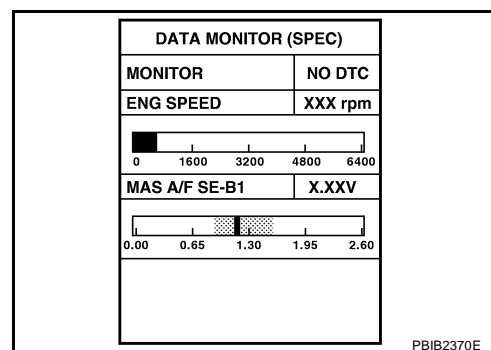 DATA MONITOR (SPEC)
MONITOR NO DTC
ENG SPEED XXX rpm
0 1600 3200 4800 6400
MAS A/F SE-B1 X.XXV
0.00 0.65 1.30 1.95 2.60
PBIB2370E